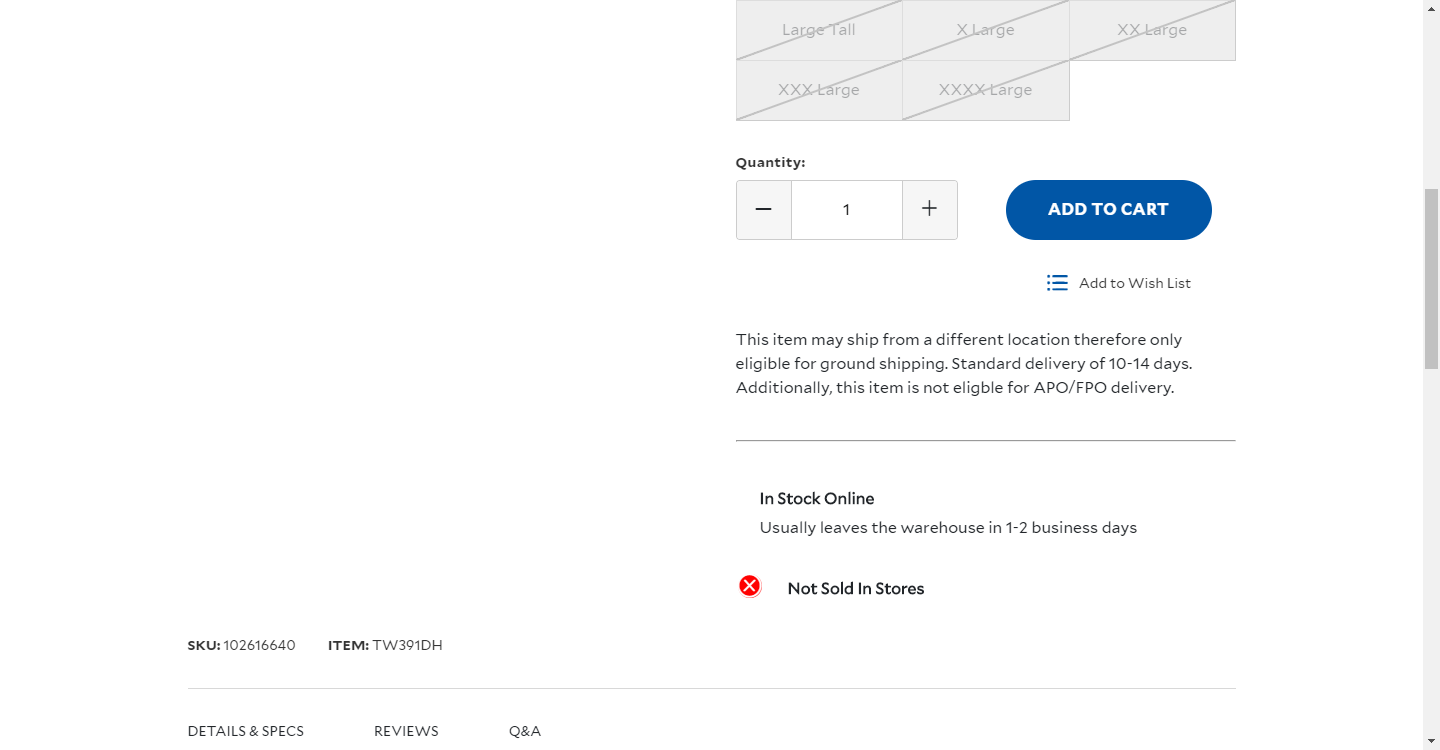 Large Tall
X Large
XX Large
XXX Large
XXXX Large
Quantity:
1
ADD TO CART
Add to Wish List
This item may ship from a different location therefore only
eligible for ground shipping. Standard delivery of 10-14 days.
Additionally, this item is not eligble for APO/FPO delivery.
In Stock Online
Usually leaves the warehouse in 1-2 business days
Not Sold In Stores
SKU: 102616640 ITEM: TW391DH
DETAILS & SPECS REVIEWS Q&A